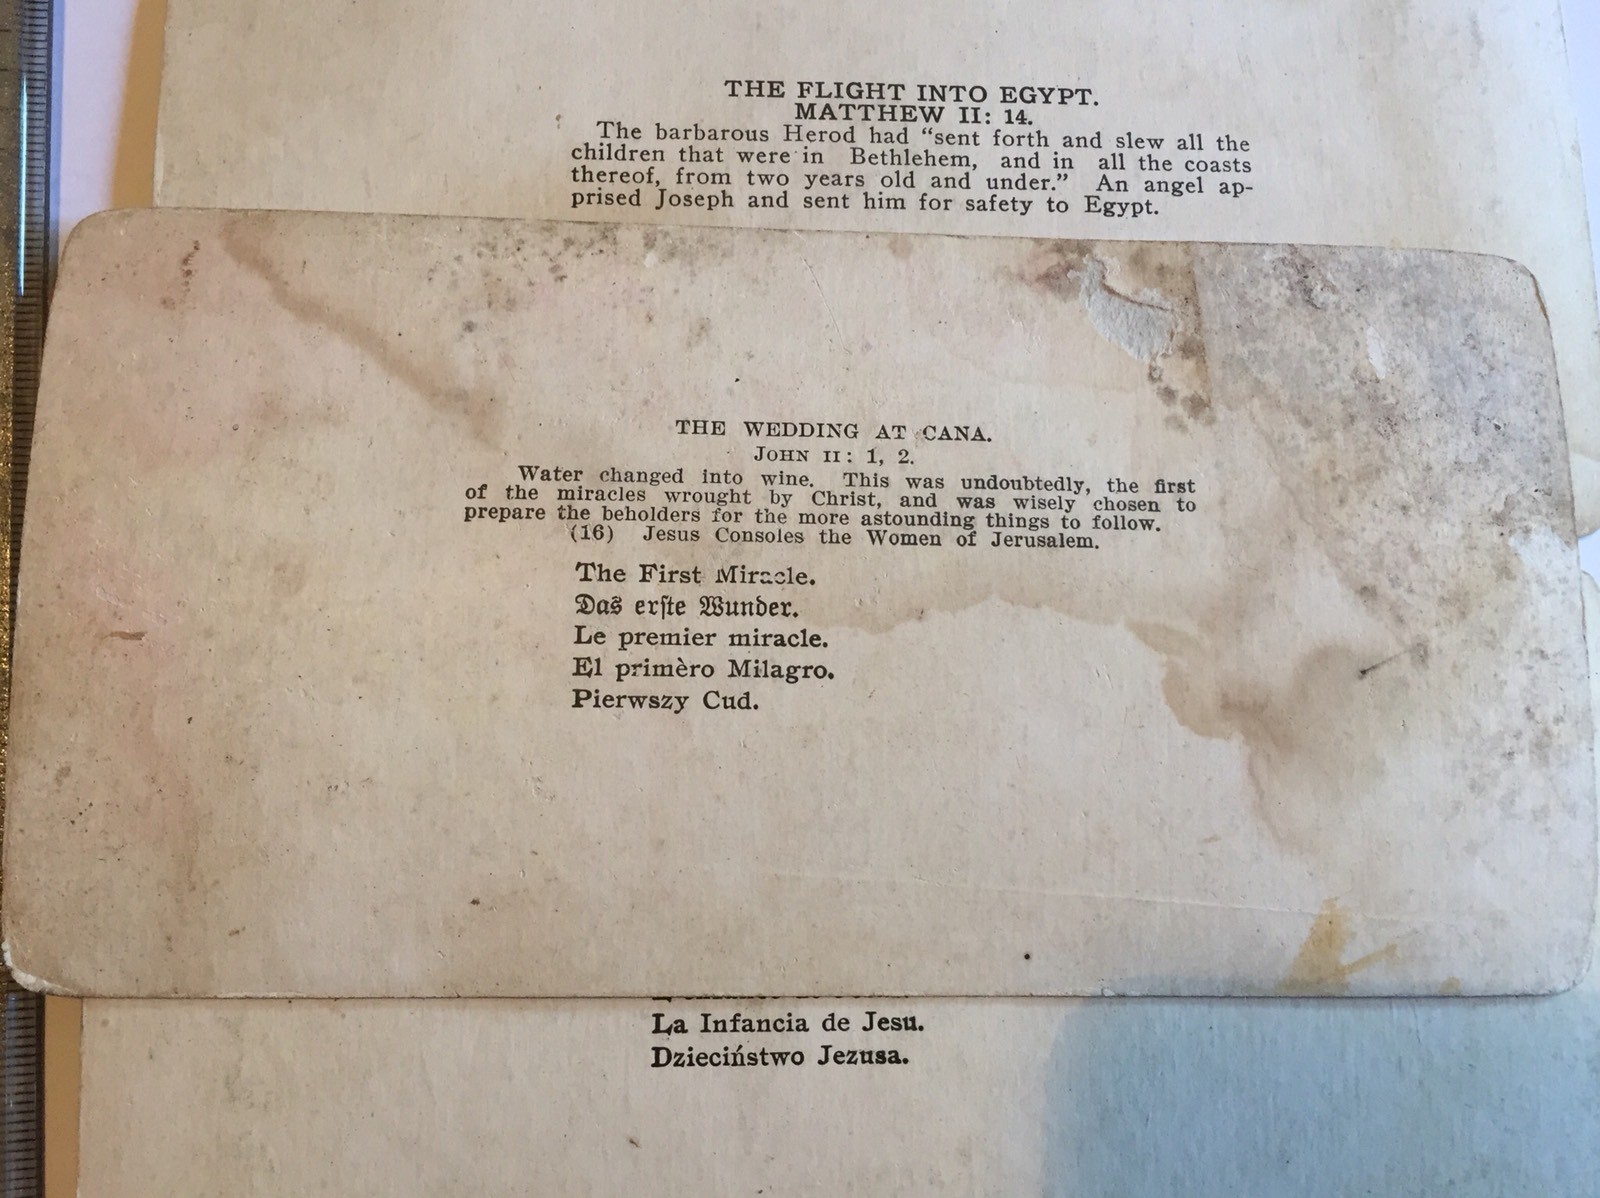 THE FLIGHT INTO EGYPT.
MATTHEW II: 14.
The barbarous Herod had “sent forth and slew all the
children that were in Bethlehem, and in all the coasts
thereof, from two years old and under.” An angel ap-
prised Joseph and sent him for safety to Egypt.
THE WEDDING AT CANA.
JOHN II: 1, 2.
Water changed into wine. This was undoubtedly, the first
of the miracles wrought by Christ, and was wisely chosen to
prepare the beholders for the more astounding things to follow.
(16) Jesus Consoles the Women of Jerusalem.
The First Miracle.
Das erſte Wunder.
Le premier miracle.
El primèro Milagro.
Pierwszy Cud.
La Infancia de Jesu.
Dzieciństwo Jezusa.